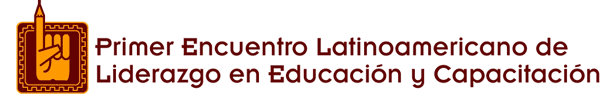 Primer Encuentro Latinoamericano de
Liderazgo en Educación y Capacitación